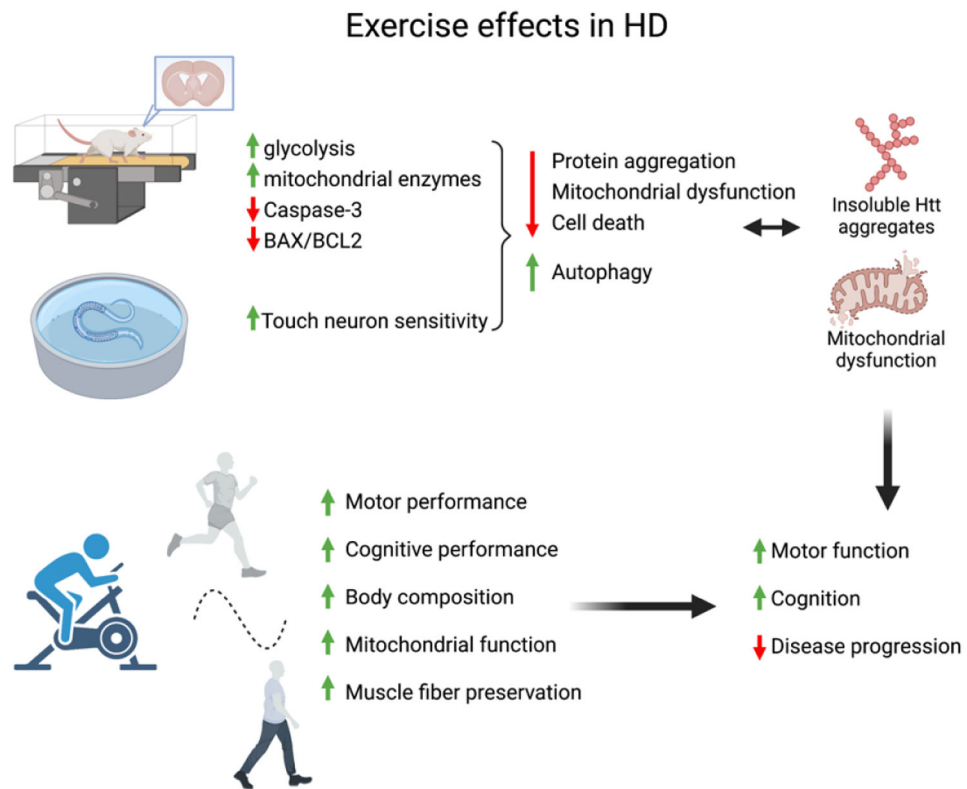 Exercise effects in HD
glycolysis
mitochondrial enzymes
Caspase-3
BAX/BCL2
Touch neuron sensitivity
Protein aggregation
Mitochondrial dysfunction
Cell death
Autophagy
Insoluble Htt
aggregates
Mitochondrial
dysfunction
Motor performance
Cognitive performance
Body composition
Mitochondrial function
Muscle fiber preservation
Motor function
Cognition
Disease progression